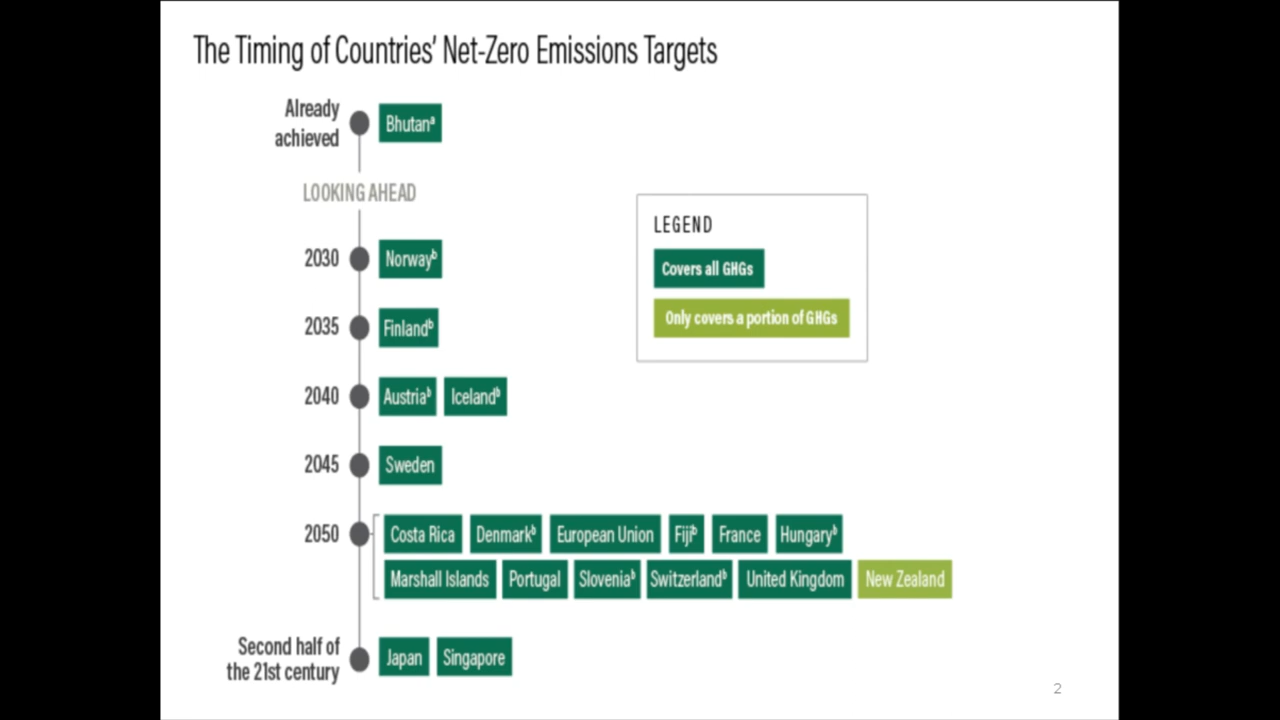 The Timing of Countries' Net-Zero Emissions Targets
Already
achieved
Bhutanᵃ
LOOKING AHEAD
LEGEND
Covers all GHGs
Only covers a portion of GHGs
2030
Norwayᵇ
2035
Finlandᵇ
2040
Austriaᵇ Icelandᵇ
2045
Sweden
2050
Costa Rica Denmarkᵇ European Union Fijiᵇ France Hungaryᵇ
Marshall Islands Portugal Sloveniaᵇ Switzerlandᵇ United Kingdom New Zealand
Second half of
the 21st century
Japan Singapore
2